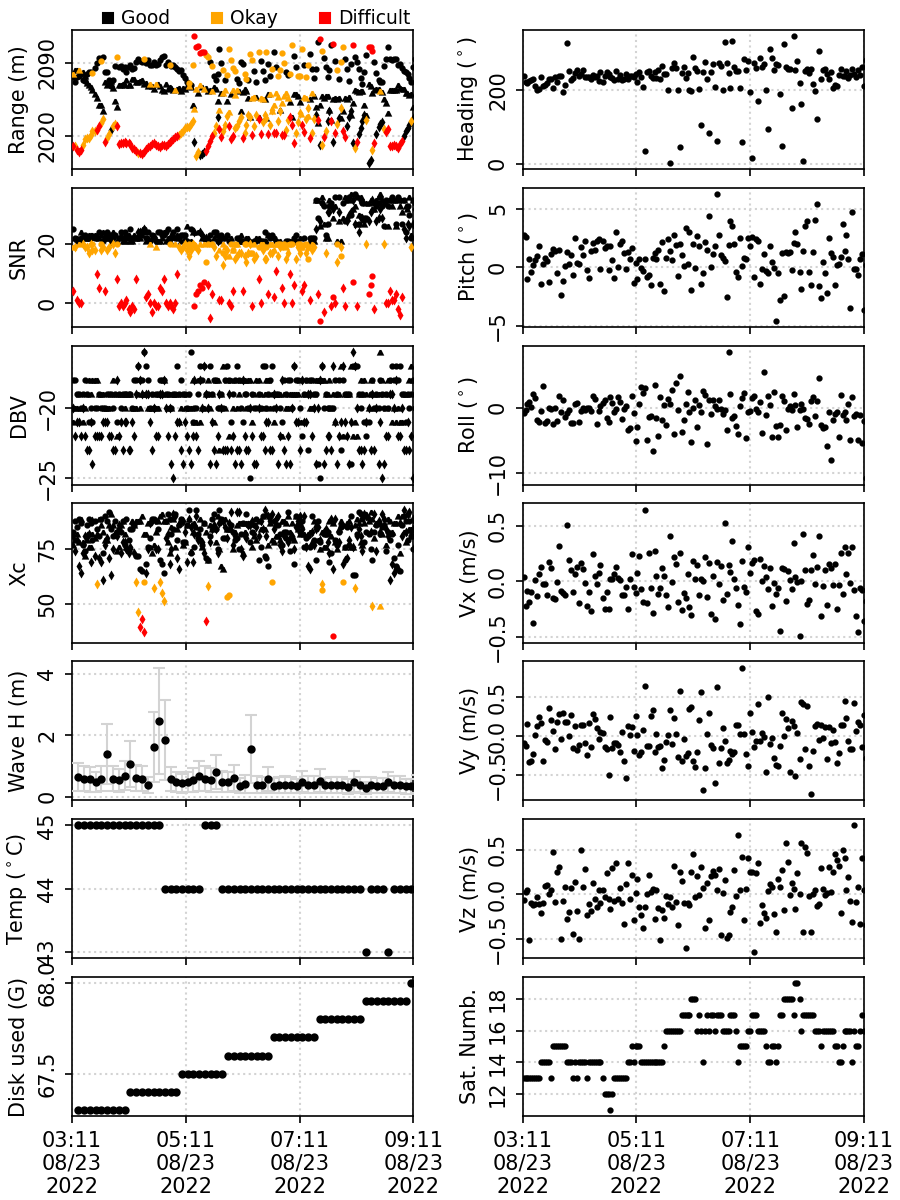 Good Okay Difficult
Range (m)
2090
2020
Heading (°)
200
0
SNR
20
0
Pitch (°)
5
0
−5
DBV
−20
−25
Roll (°)
0
−10
Xc
75
50
Vx (m/s)
0.5
0.0
−0.5
Wave H (m)
4
2
0
Vy (m/s)
0.5
0.0
−0.5
Temp (°C)
45
44
43
Vz (m/s)
0.5
0.0
−0.5
Disk used (G)
68.0
67.5
Sat. Numb.
18
16
14
12
03:11 05:11 07:11 09:11 03:11 05:11 07:11 09:11
08/23 08/23 08/23 08/23 08/23 08/23 08/23 08/23
2022 2022 2022 2022 2022 2022 2022 2022